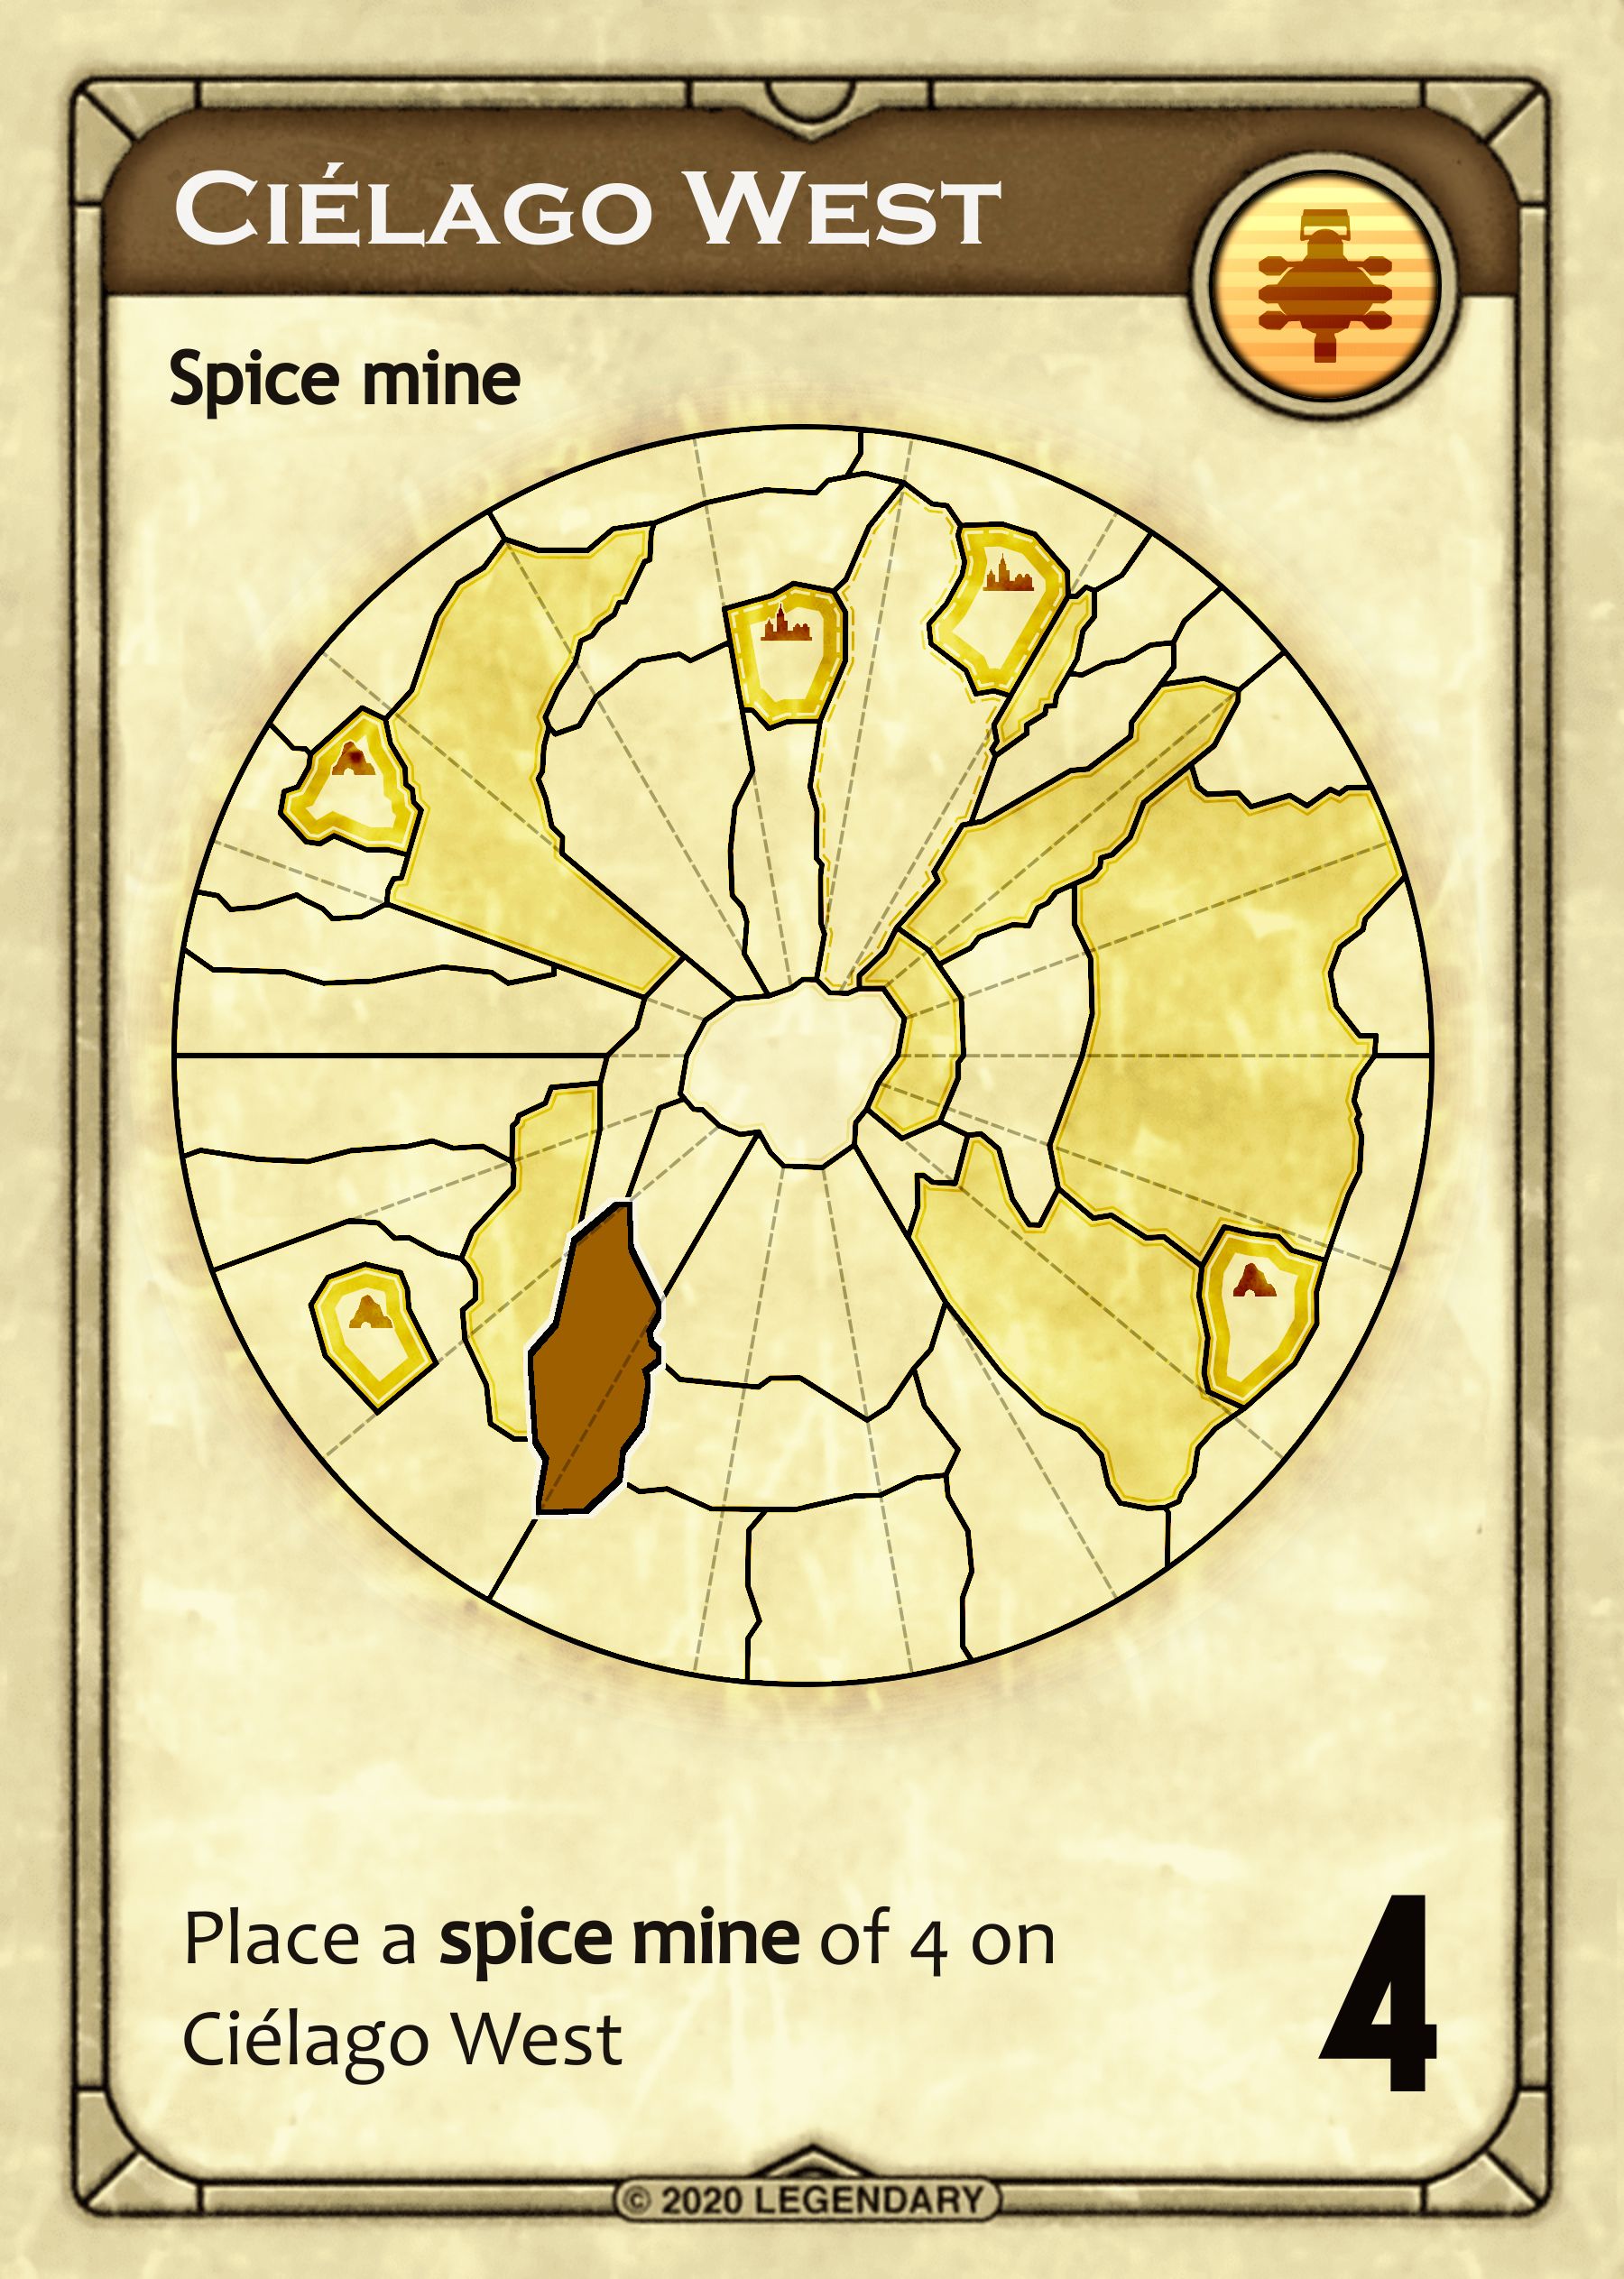 CIÉLAGO WEST
Spice mine
Place a spice mine of 4 on
Ciélago West
4
© 2020 LEGENDARY